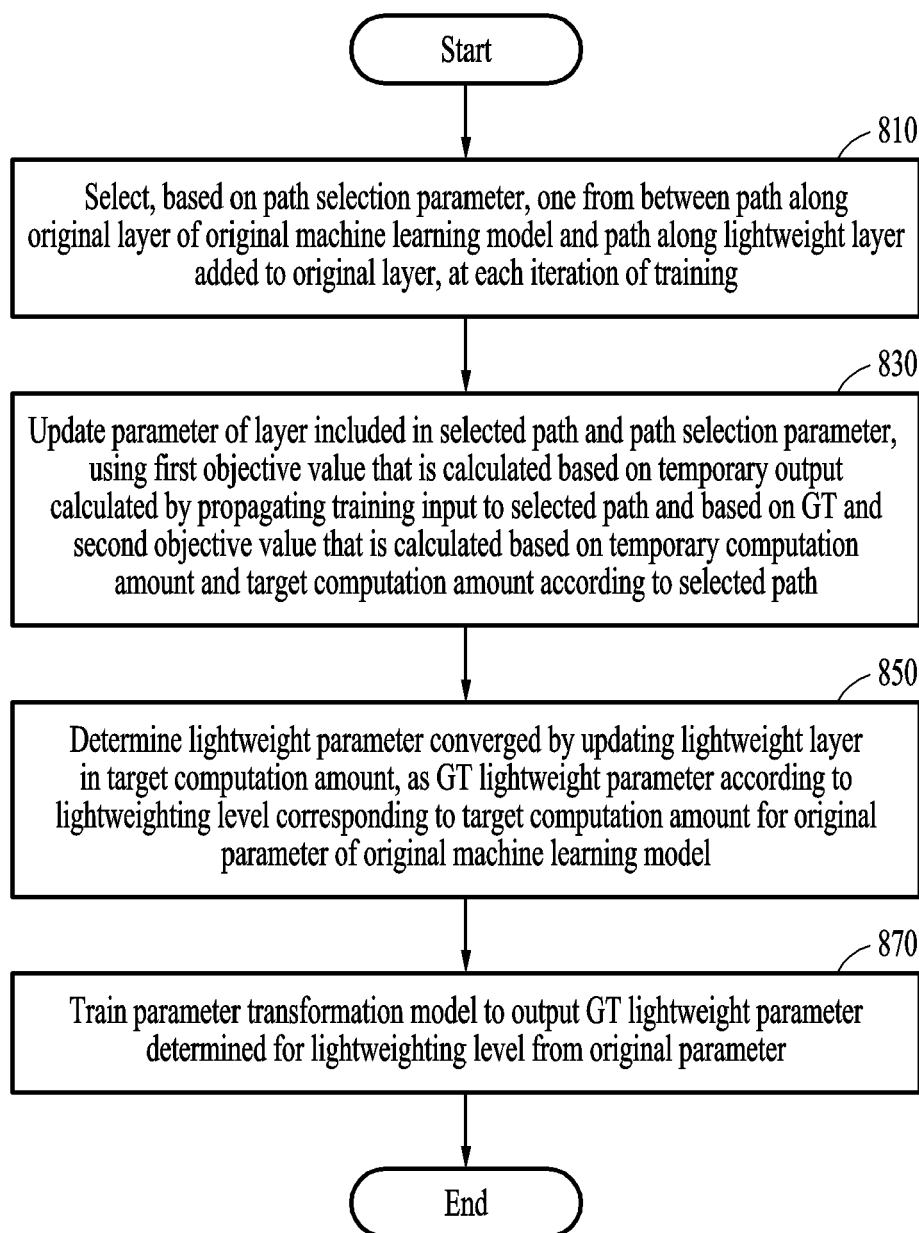 Start
810
Select, based on path selection parameter, one from between path along
original layer of original machine learning model and path along lightweight layer
added to original layer, at each iteration of training
830
Update parameter of layer included in selected path and path selection parameter,
using first objective value that is calculated based on temporary output
calculated by propagating training input to selected path and based on GT and
second objective value that is calculated based on temporary computation
amount and target computation amount according to selected path
850
Determine lightweight parameter converged by updating lightweight layer
in target computation amount, as GT lightweight parameter according to
lightweighting level corresponding to target computation amount for original
parameter of original machine learning model
870
Train parameter transformation model to output GT lightweight parameter
determined for lightweighting level from original parameter
End